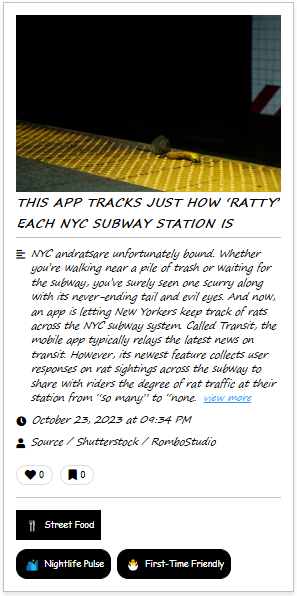 THIS APP TRACKS JUST HOW ‘RATTY’
EACH NYC SUBWAY STATION IS
NYC andratsare unfortunately bound. Whether
you’re walking near a pile of trash or waiting for
the subway, you’ve surely seen one scurry along
with its never-ending tail and evil eyes. And now,
an app is letting New Yorkers keep track of rats
across the NYC subway system. Called Transit, the
mobile app typically relays the latest news on
transit. However, its newest feature collects user
responses on rat sightings across the subway to
share with riders the degree of rat traffic at their
station from “so many” to “none. view more
October 23, 2023 at 09:34 PM
Source / Shutterstock / RomboStudio
0 0
Street Food
Nightlife Pulse First-Time Friendly